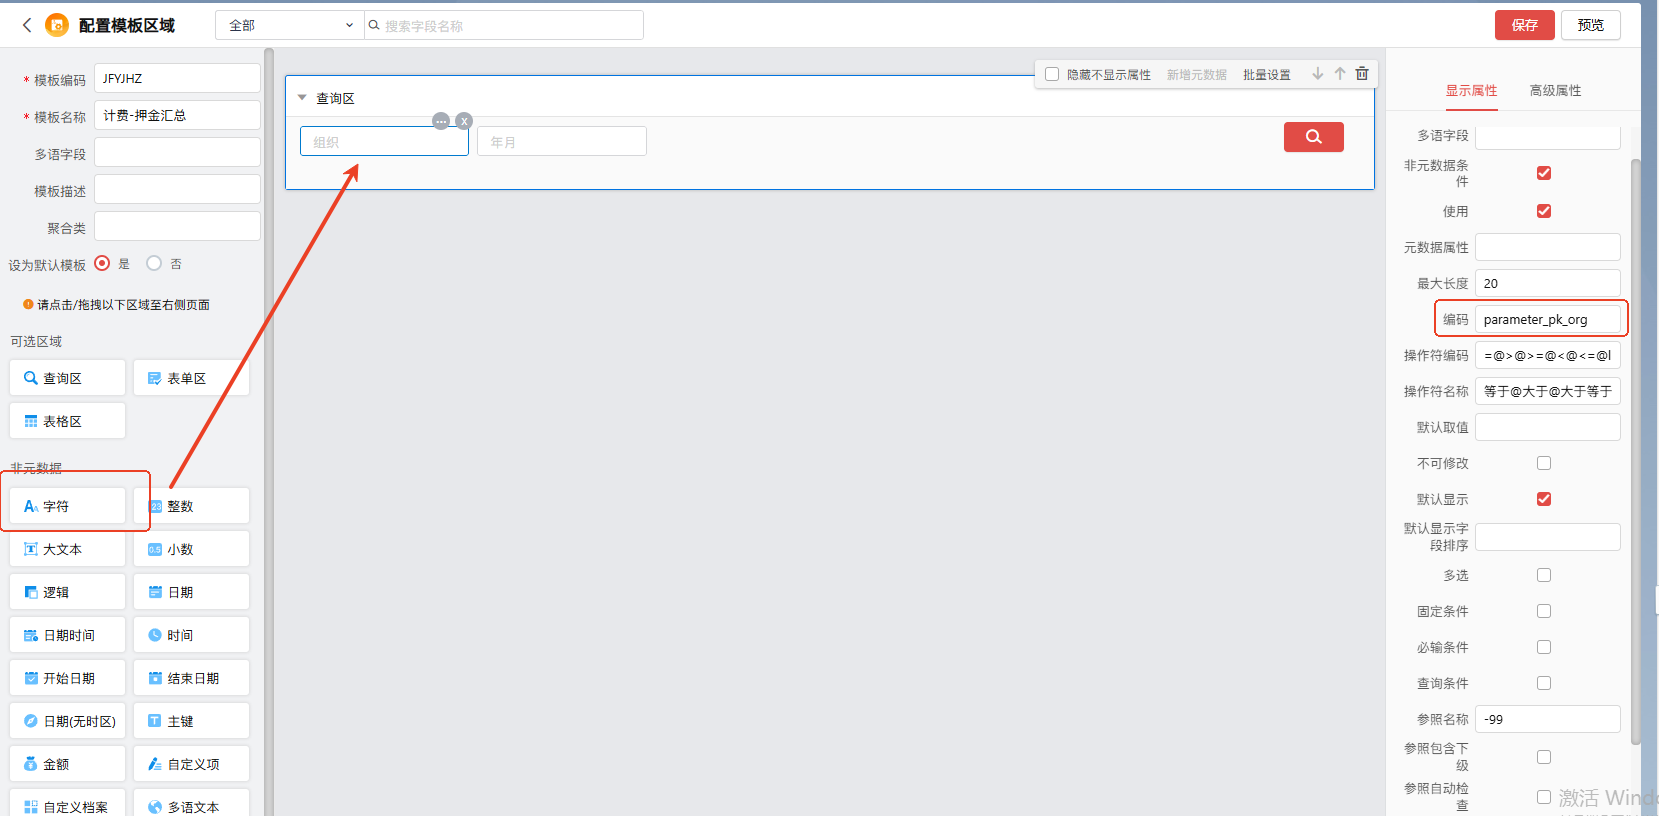 配置模板区域
全部
搜索字段名称
保存
预览
* 模板编码
JFYJHZ
* 模板名称
计费-押金汇总
多语字段
模板描述
聚合类
设为默认模板
是
否
请点击/拖拽以下区域至右侧页面
可选区域
查询区
表单区
表格区
非元数据
字符
整数
大文本
小数
逻辑
日期
日期时间
时间
开始日期
结束日期
日期(无时区)
主键
金额
自定义项
自定义档案
多语文本
隐藏不显示属性
新增元数据
批量设置
查询区
组织
年月
显示属性
高级属性
多语字段
非元数据条
件
使用
元数据属性
最大长度
20
编码
parameter_pk_org
操作符编码
=@>@>=@<@<=@l
操作符名称
等于@大于@大于等于
默认取值
不可修改
默认显示
默认显示字
段排序
多选
固定条件
必输条件
查询条件
参照名称
-99
参照包含下
级
参照自动检
查
激活 Windo